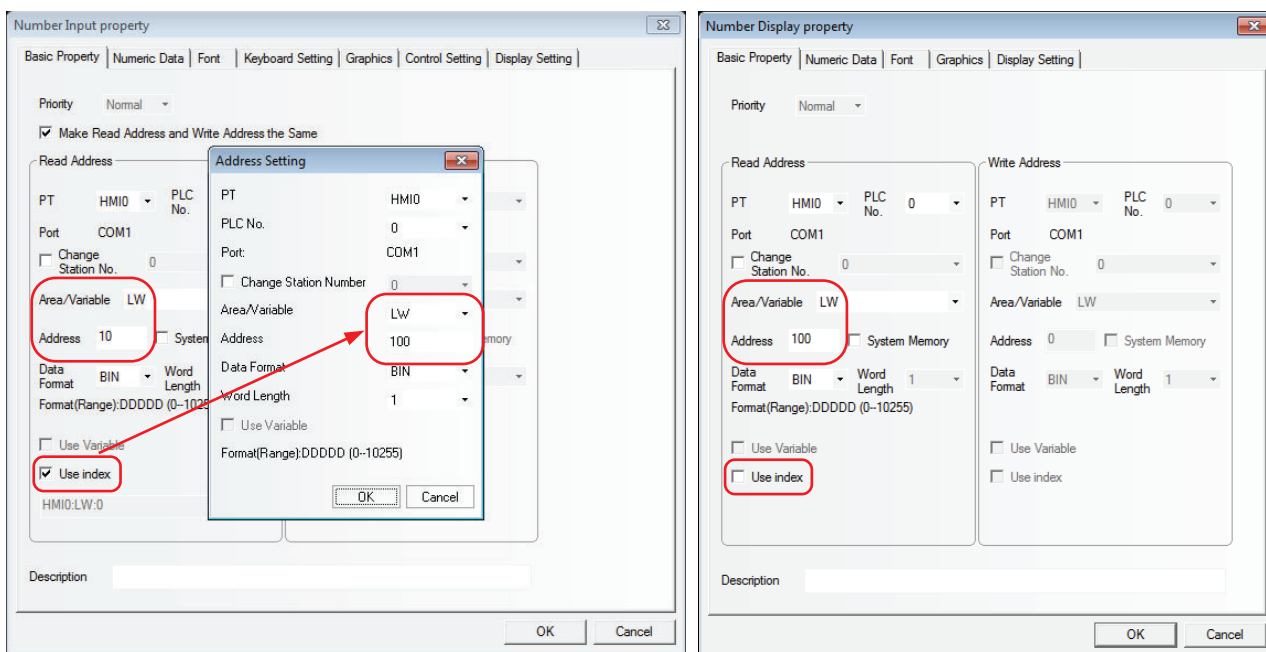 Number Input property
Basic Property Numeric Data Font Keyboard Setting Graphics Control Setting Display Setting
Priority Normal
Make Read Address and Write Address the Same
Read Address
PT HMI0 PLC No.
Port COM1
Change Station No. 0
Area/Variable LW
Address 10 System emory
Data Format BIN Word Length
Format(Range):DDDDD (0--1025
Use Variable
Use index
HMI0:LW:0
Description
OK Cancel
Address Setting
PT HMI0
PLC No. 0
Port: COM1
Change Station Number 0
Area/Variable LW
Address 100
Data Format BIN
Word Length 1
Use Variable
Format(Range):DDDDD (0--10255)
OK Cancel
Number Display property
Basic Property Numeric Data Font Graphics Display Setting
Priority Normal
Read Address
PT HMI0 PLC No. 0
Port COM1
Change Station No. 0
Area/Variable LW
Address 100 System Memory
Data Format BIN Word Length 1
Format(Range):DDDDD (0--10255)
Use Variable
Use index
Write Address
PT HMI0 PLC No. 0
Port COM1
Change Station No. 0
Area/Variable LW
Address 0 System Memory
Data Format BIN Word Length 1
Use Variable
Use index
Description
OK Cancel